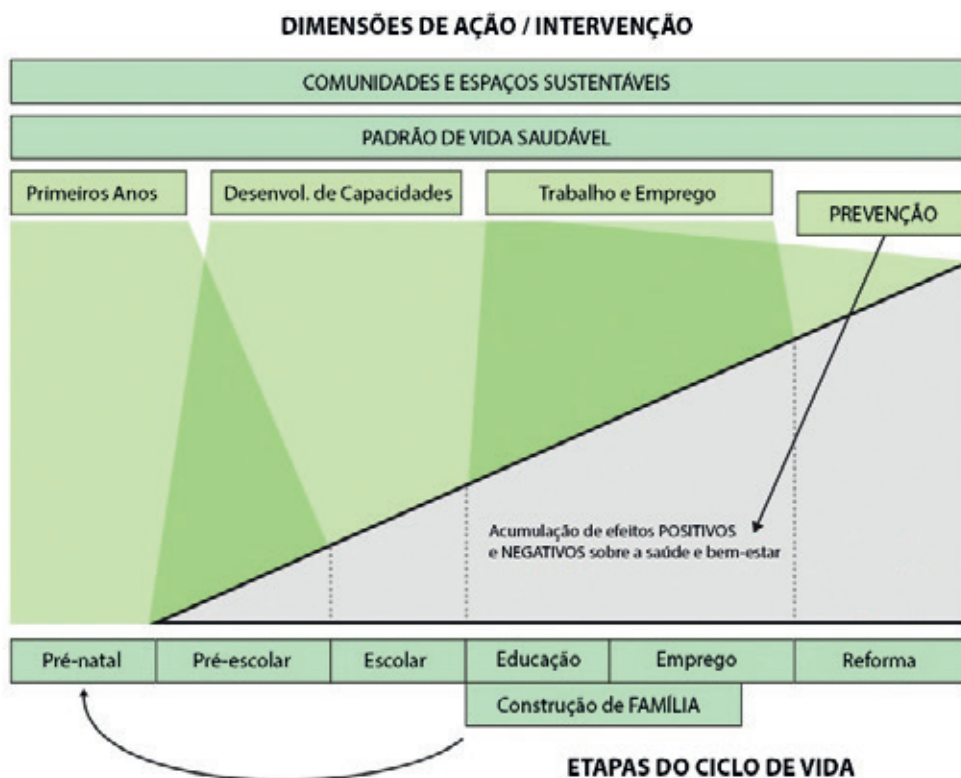 DIMENSÕES DE AÇÃO / INTERVENÇÃO
COMUNIDADES E ESPAÇOS SUSTENTÁVEIS
PADRÃO DE VIDA SAUDÁVEL
Primeiros Anos
Desenvol. de Capacidades
Trabalho e Emprego
PREVENÇÃO
Acumulação de efeitos POSITIVOS
e NEGATIVOS sobre a saúde e bem-estar
Pré-natal
Pré-escolar
Escolar
Educação
Emprego
Reforma
Construção de FAMÍLIA
ETAPAS DO CICLO DE VIDA